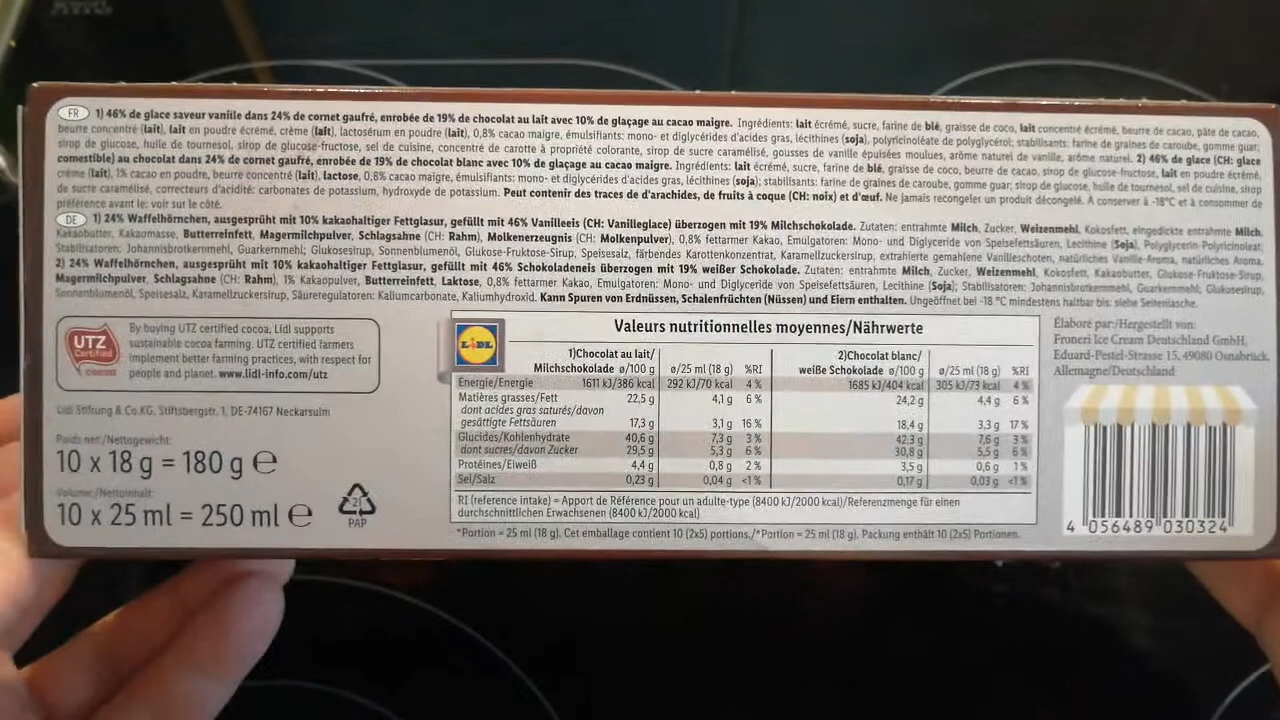 FR 1) 46% de glace saveur vanille dans 24% de cornet gaufré, enrobée de 19% de chocolat au lait avec 10% de glaçage au cacao maigre. Ingrédients: lait écrémé, sucre, farine de blé, graisse de coco, lait concentré écrémé, beurre de cacao, pâte de cacao,
beurre concentré (lait), lait en poudre écrémé, crème (lait), lactosérum en poudre (lait), 0,8% cacao maigre, émulsifiants: mono- et diglycérides d'acides gras, lécithines (soja), polyricinoléate de polyglycérol; stabilisants: farine de graines de caroube, gomme guar;
sirop de glucose, huile de tournesol, sirop de glucose-fructose, sel de cuisine, concentré de carotte à propriété colorante, sirop de sucre caramélisé, gousses de vanille épuisées moulues, arôme naturel de vanille, arôme naturel. 2) 46% de glace (CH: glace
comestible) au chocolat dans 24% de cornet gaufré, enrobée de 19% de chocolat blanc avec 10% de glaçage au cacao maigre. Ingrédients: lait écrémé, sucre, farine de blé, graisse de coco, beurre de cacao, sirop de glucose-fructose, lait en poudre écrémé,
crème (lait), 1% cacao en poudre, beurre concentré (lait), lactose, 0,8% cacao maigre, émulsifiants: mono- et diglycérides d'acides gras, lécithines (soja); stabilisants: farine de graines de caroube, gomme guar; sirop de glucose, huile de tournesol, sel de cuisine, sirop
de sucre caramélisé, correcteurs d'acidité: carbonates de potassium, hydroxyde de potassium. Peut contenir des traces de d'arachides, de fruits à coque (CH: noix) et d'œuf. Ne jamais recongeler un produit décongelé. A conserver à -18°C et à consommer de
préférence avant le: voir sur le côté.
DE 1) 24% Waffelhörnchen, ausgesprüht mit 10% kakaohaltiger Fettglasur, gefüllt mit 46% Vanilleeis (CH: Vanilleglace) überzogen mit 19% Milchschokolade. Zutaten: entrahmte Milch, Zucker, Weizenmehl, Kokosfett, eingedickte entrahmte Milch,
Kakaobutter, Kakaomasse, Butterreinfett, Magermilchpulver, Schlagsahne (CH: Rahm), Molkenerzeugnis (CH: Molkenpulver), 0,8% fettarmer Kakao, Emulgatoren: Mono- und Diglyceride von Speisefettsäuren, Lecithine (Soja), Polyglycerin-Polyricinoleat;
Stabilisatoren: Johannisbrotkernmehl, Guarkernmehl; Glukosesirup, Sonnenblumenöl, Glukose-Fruktose-Sirup, Speisesalz, färbendes Karottenkonzentrat, Karamellzuckersirup, extrahierte gemahlene Vanilleschoten, natürliches Vanille-Aroma, natürliches Aroma.
2) 24% Waffelhörnchen, ausgesprüht mit 10% kakaohaltiger Fettglasur, gefüllt mit 46% Schokoladeneis überzogen mit 19% weißer Schokolade. Zutaten: entrahmte Milch, Zucker, Weizenmehl, Kokosfett, Kakaobutter, Glukose-Fruktose-Sirup,
Magermilchpulver, Schlagsahne (CH: Rahm), 1% Kakaopulver, Butterreinfett, Laktose, 0,8% fettarmer Kakao, Emulgatoren: Mono- und Diglyceride von Speisefettsäuren, Lecithine (Soja); Stabilisatoren: Johannisbrotkernmehl, Guarkernmehl; Glukosesirup,
Sonnenblumenöl, Speisesalz, Karamellzuckersirup, Säureregulatoren: Kaliumcarbonate, Kaliumhydroxid. Kann Spuren von Erdnüssen, Schalenfrüchten (Nüssen) und Eiern enthalten. Ungeöffnet bei -18 °C mindestens haltbar bis: siehe Seitenlasche.
UTZ
Certified
cocoa
By buying UTZ certified cocoa, Lidl supports
sustainable cocoa farming. UTZ certified farmers
implement better farming practices, with respect for
people and planet. www.lidl-info.com/utz
Lidl Stiftung & Co. KG, Stiftsbergstr. 1, DE-74167 Neckarsulm
Poids net:/Nettogewicht:
10 x 18 g = 180 g e
Volume:/Nettoinhalt:
10 x 25 ml = 250 ml e
21
PAP
LIDL
Valeurs nutritionnelles moyennes/Nährwerte
1)Chocolat au lait/ 2)Chocolat blanc/
Milchschokolade ø/100 g ø/25 ml (18 g) %RI weiße Schokolade ø/100 g ø/25 ml (18 g) %RI
Energie/Energie 1611 kJ/386 kcal 292 kJ/70 kcal 4 % 1685 kJ/404 kcal 305 kJ/73 kcal 4 %
Matières grasses/Fett 22,5 g 4,1 g 6 % 24,2 g 4,4 g 6 %
dont acides gras saturés/davon
gesättigte Fettsäuren 17,3 g 3,1 g 16 % 18,4 g 3,3 g 17 %
Glucides/Kohlenhydrate 40,6 g 7,3 g 3 % 42,3 g 7,6 g 3 %
dont sucres/davon Zucker 29,5 g 5,3 g 6 % 30,8 g 5,5 g 6 %
Protéines/Eiweiß 4,4 g 0,8 g 2 % 3,5 g 0,6 g 1 %
Sel/Salz 0,23 g 0,04 g <1 % 0,17 g 0,03 g <1 %
RI (reference intake) = Apport de Référence pour un adulte-type (8400 kJ/2000 kcal)/Referenzmenge für einen
durchschnittlichen Erwachsenen (8400 kJ/2000 kcal)
*Portion = 25 ml (18 g). Cet emballage contient 10 (2x5) portions./*Portion = 25 ml (18 g). Packung enthält 10 (2x5) Portionen.
Élaboré par:/Hergestellt von:
Froneri Ice Cream Deutschland GmbH,
Eduard-Pestel-Strasse 15, 49080 Osnabrück,
Allemagne/Deutschland
4 056489 030324